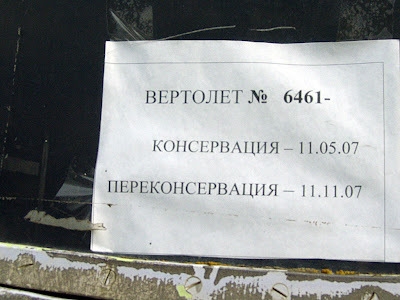 ВЕРТОЛЕТ № 6461-
КОНСЕРВАЦИЯ – 11.05.07
ПЕРЕКОНСЕРВАЦИЯ – 11.11.07